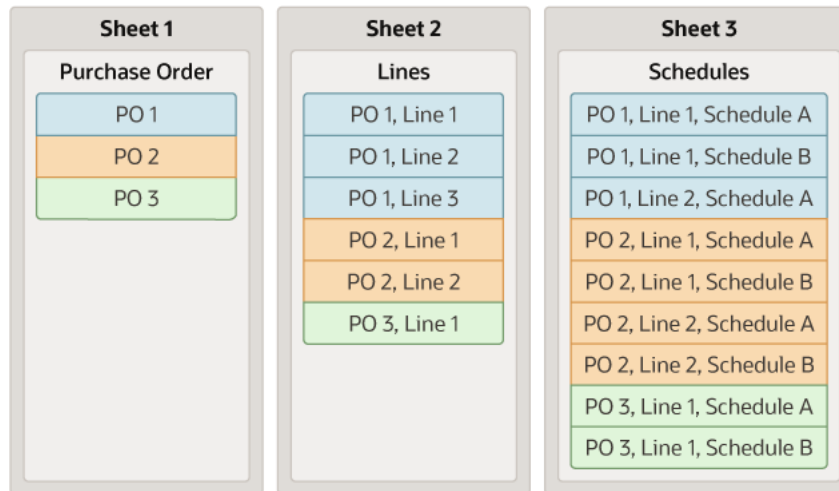 Sheet 1
Purchase Order
PO 1
PO 2
PO 3
Sheet 2
Lines
PO 1, Line 1
PO 1, Line 2
PO 1, Line 3
PO 2, Line 1
PO 2, Line 2
PO 3, Line 1
Sheet 3
Schedules
PO 1, Line 1, Schedule A
PO 1, Line 1, Schedule B
PO 1, Line 2, Schedule A
PO 2, Line 1, Schedule A
PO 2, Line 1, Schedule B
PO 2, Line 2, Schedule A
PO 2, Line 2, Schedule B
PO 3, Line 1, Schedule A
PO 3, Line 1, Schedule B